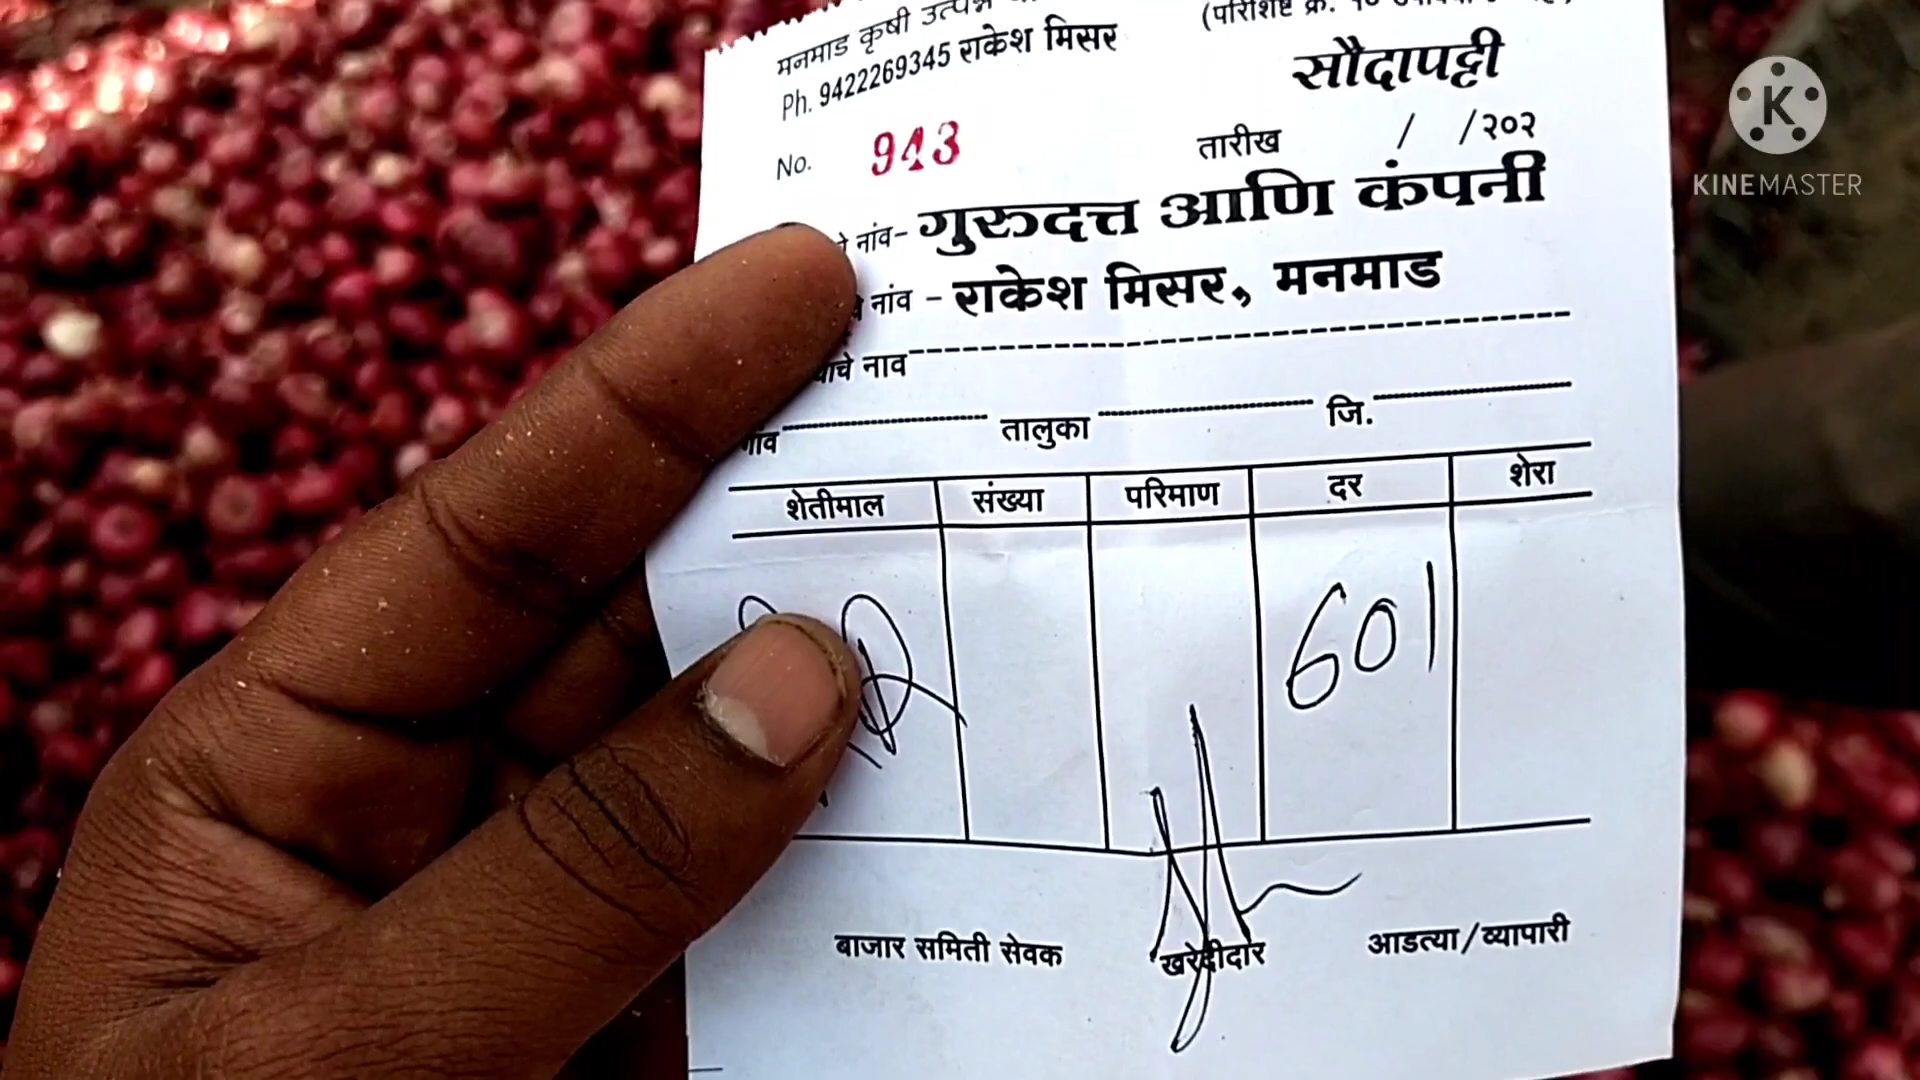 मनमाड कृषी उत्पन्न
(परिशिष्ट क्र. १०
Ph. 9422269345 राकेश मिसर
सौदापट्टी
No. 943
तारीख / /२०२
नांव- गुरुदत्त आणि कंपनी
नांव - राकेश मिसर, मनमाड
नाव
तालुका जि.
शेतीमाल संख्या परिमाण दर शेरा
601
बाजार समिती सेवक खरेदीदार आडत्या/व्यापारी
K
KINEMASTER